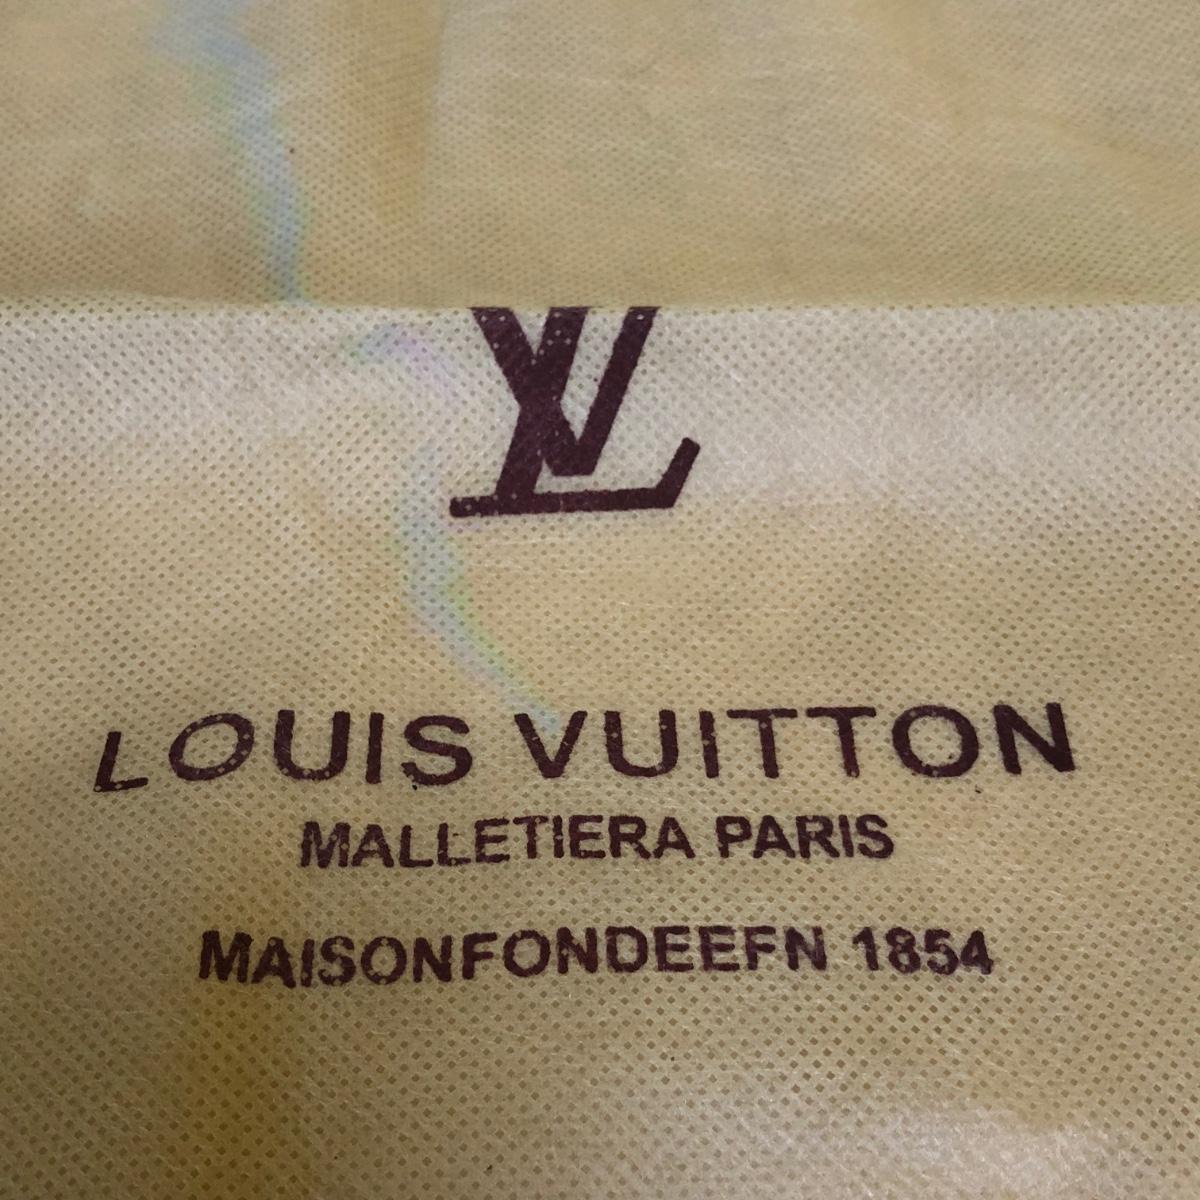 LV
LOUIS VUITTON
MALLETIERA PARIS
MAISONFONDEEFN 1854